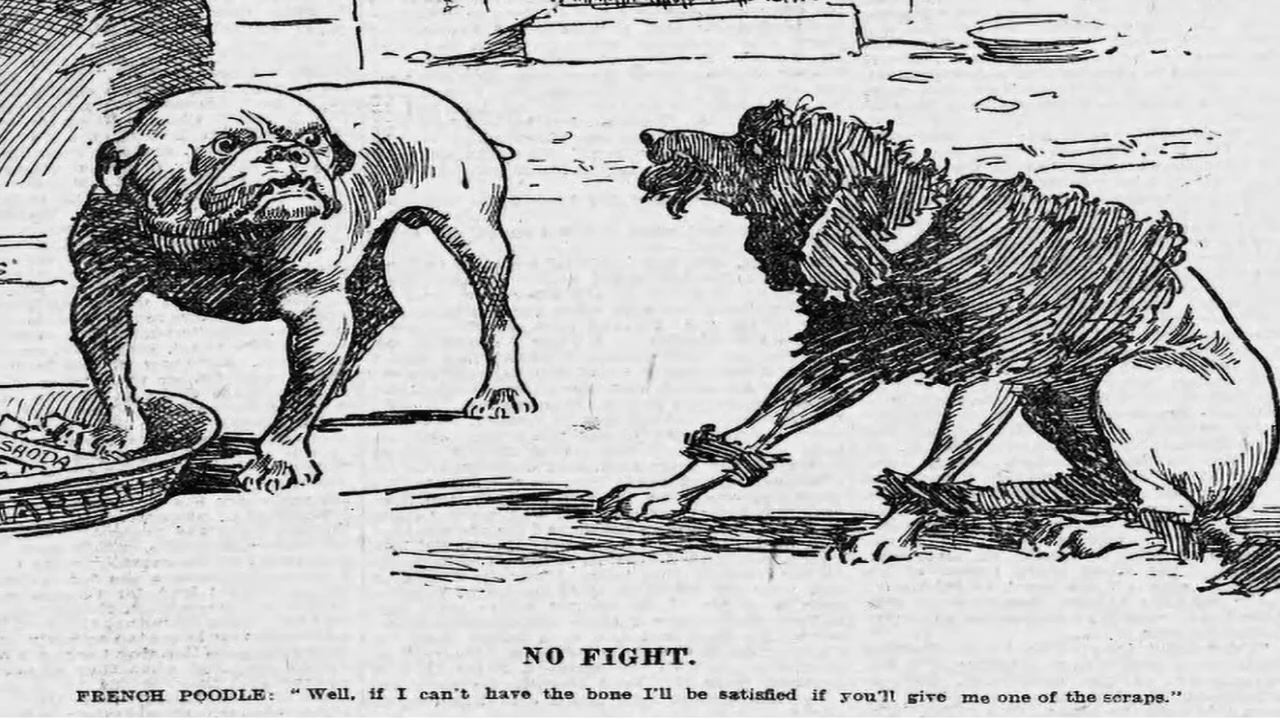 SHODA
NO FIGHT.
FRENCH POODLE: “Well, if I can't have the bone I'll be satisfied if you'll give me one of the scraps.”